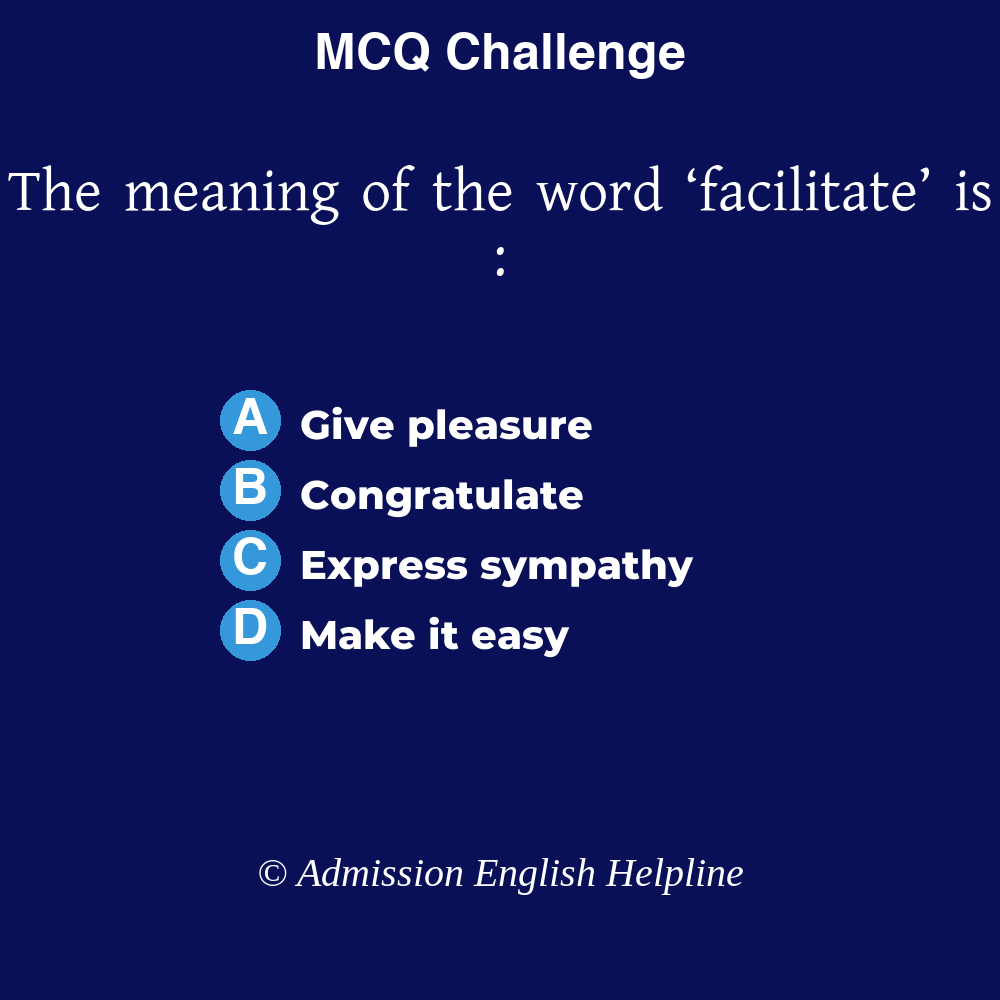 MCQ Challenge
The meaning of the word ‘facilitate’ is
:
A Give pleasure
B Congratulate
C Express sympathy
D Make it easy
© Admission English Helpline